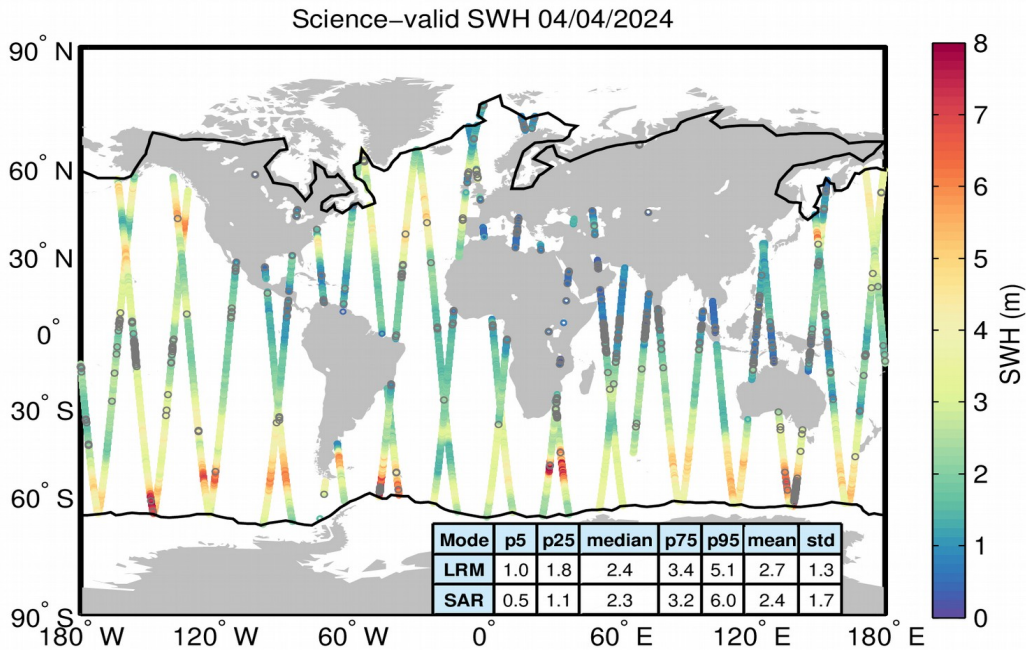 Science−valid SWH 04/04/2024
90° N
60° N
30° N
0°
30° S
60° S
90° S
180° W
120° W
60° W
0°
60° E
120° E
180° E
Mode p5 p25 median p75 p95 mean std
LRM 1.0 1.8 2.4 3.4 5.1 2.7 1.3
SAR 0.5 1.1 2.3 3.2 6.0 2.4 1.7
8
7
6
5
4
3
2
1
0
SWH (m)